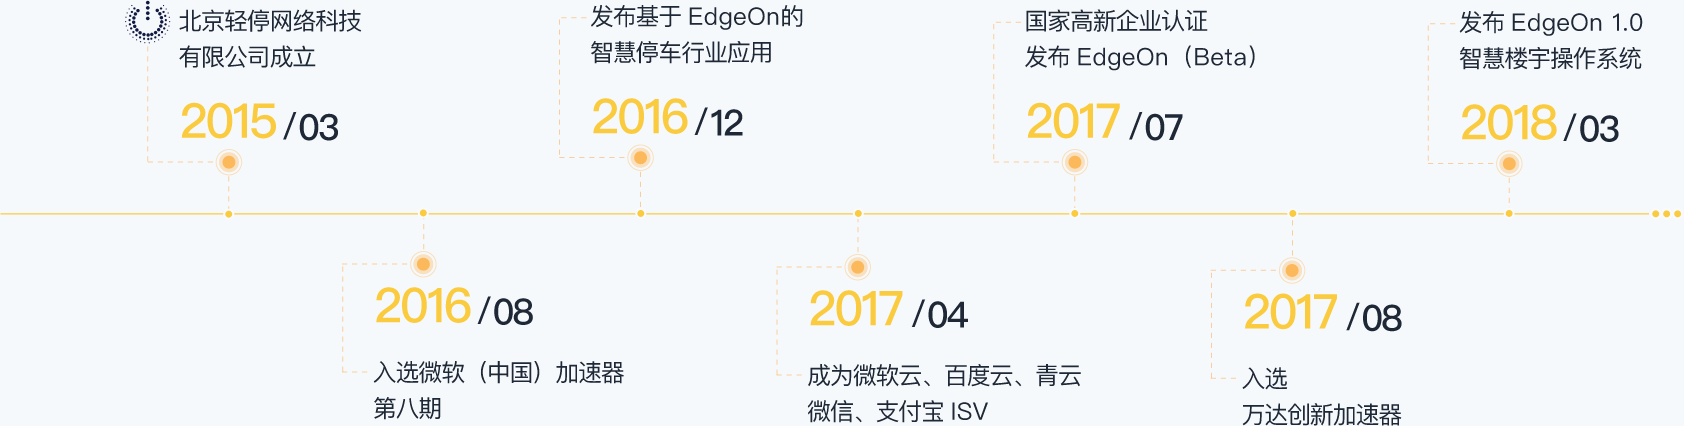 北京轻停网络科技
有限公司成立
2015 /03
入选微软（中国）加速器
第八期
2016 /08
发布基于 EdgeOn的
智慧停车行业应用
2016 /12
2017 /04
成为微软云、百度云、青云
微信、支付宝 ISV
国家高新企业认证
发布 EdgeOn（Beta）
2017 /07
2017 /08
入选
万达创新加速器
发布 EdgeOn 1.0
智慧楼宇操作系统
2018 /03